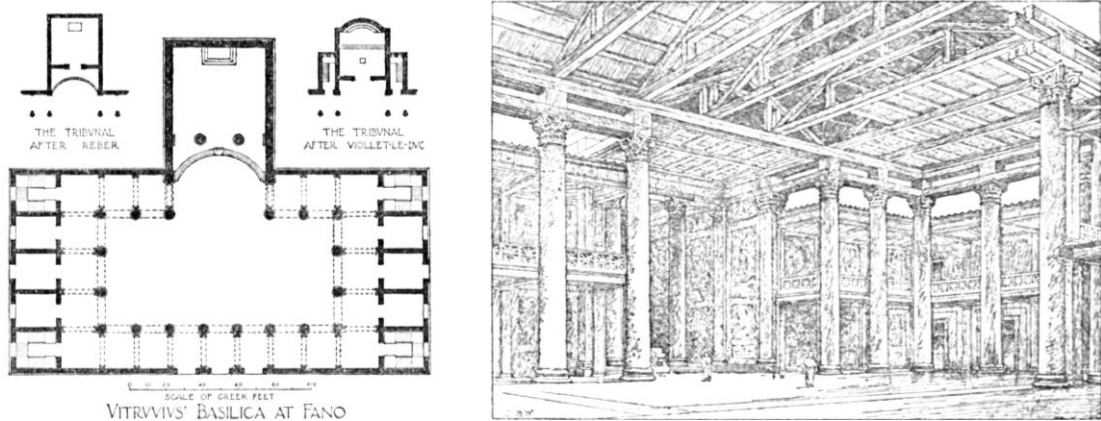 THE TRIBVNAL
AFTER REBER
THE TRIBVNAL
AFTER VIOLLET-LE-DVC
SCALE OF GREEK FEET
VITRVVIVS' BASILICA AT FANO